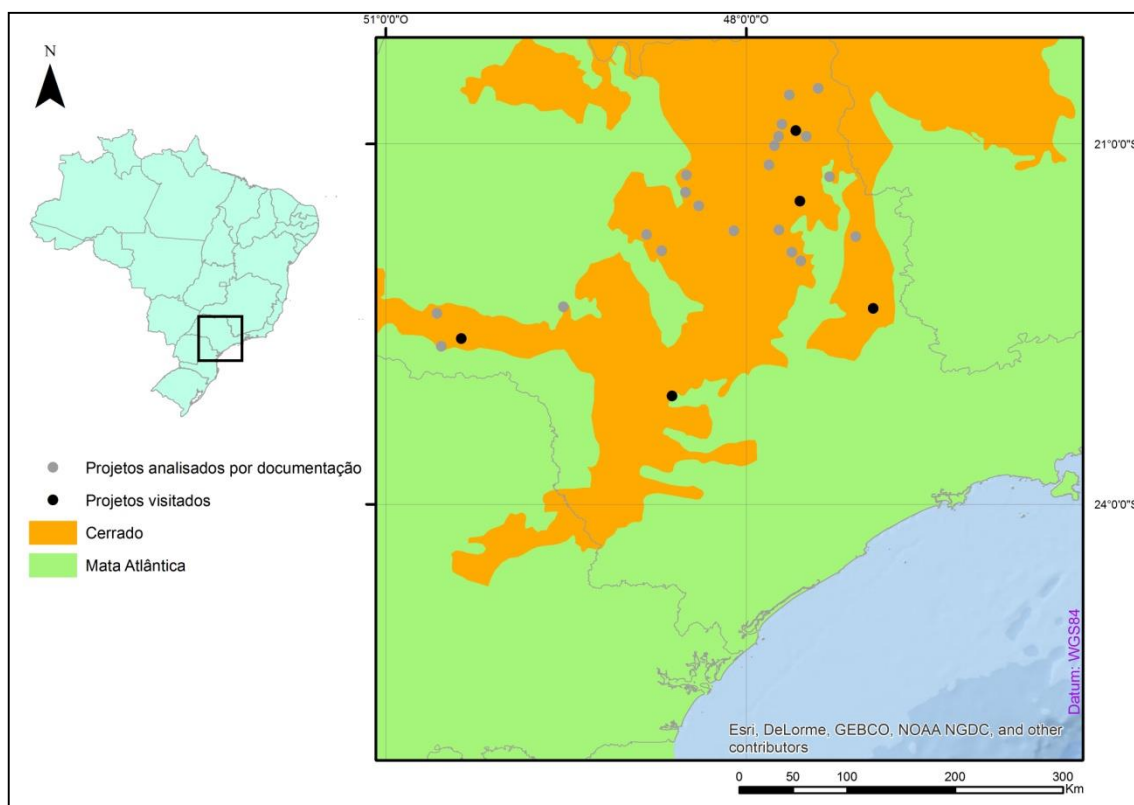 N
51°0'0"O
48°0'0"O
21°0'0"S
24°0'0"S
Projetos analisados por documentação
Projetos visitados
Cerrado
Mata Atlântica
Datum: WGS84
Esri, DeLorme, GEBCO, NOAA NGDC, and other
contributors
0 50 100 200 300
Km